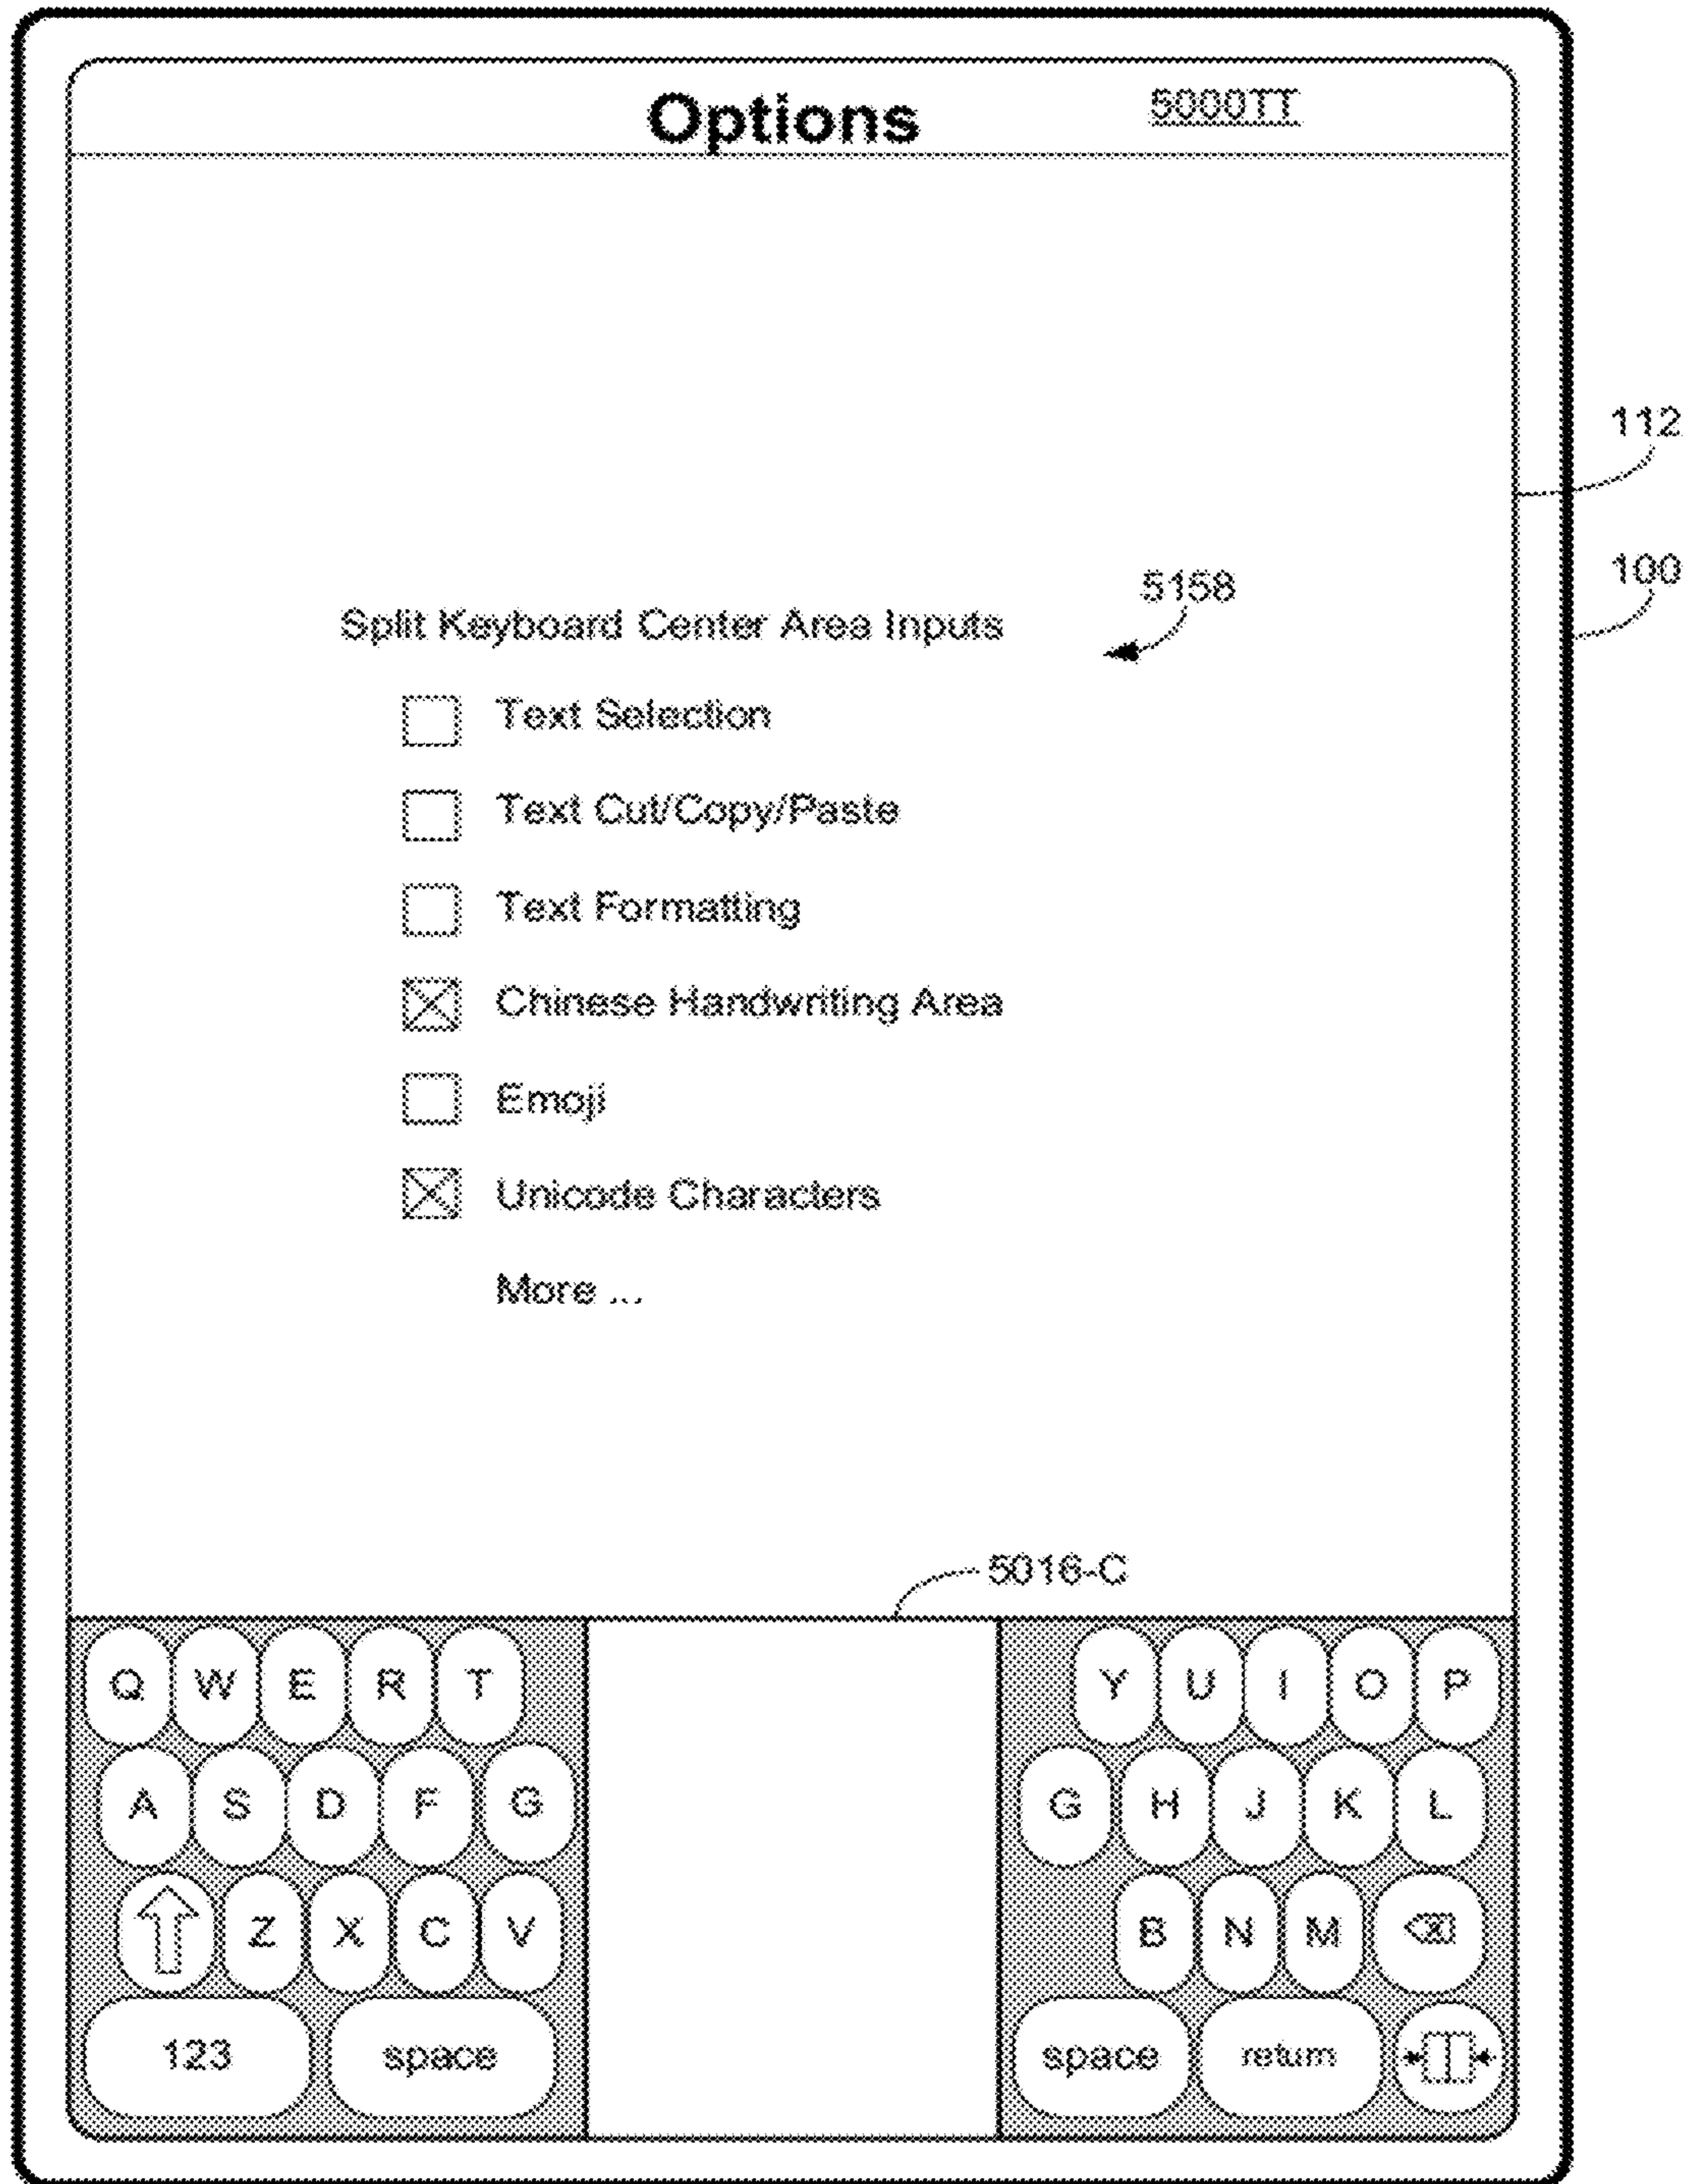 Options 5000TT
112
100
5158
Split Keyboard Center Area Inputs
Text Selection
Text Cut/Copy/Paste
Text Formatting
Chinese Handwriting Area
Emoji
Unicode Characters
More ...
5016-C
Q W E R T Y U I O P
A S D F G G H J K L
Z X C V B N M
123 space space return